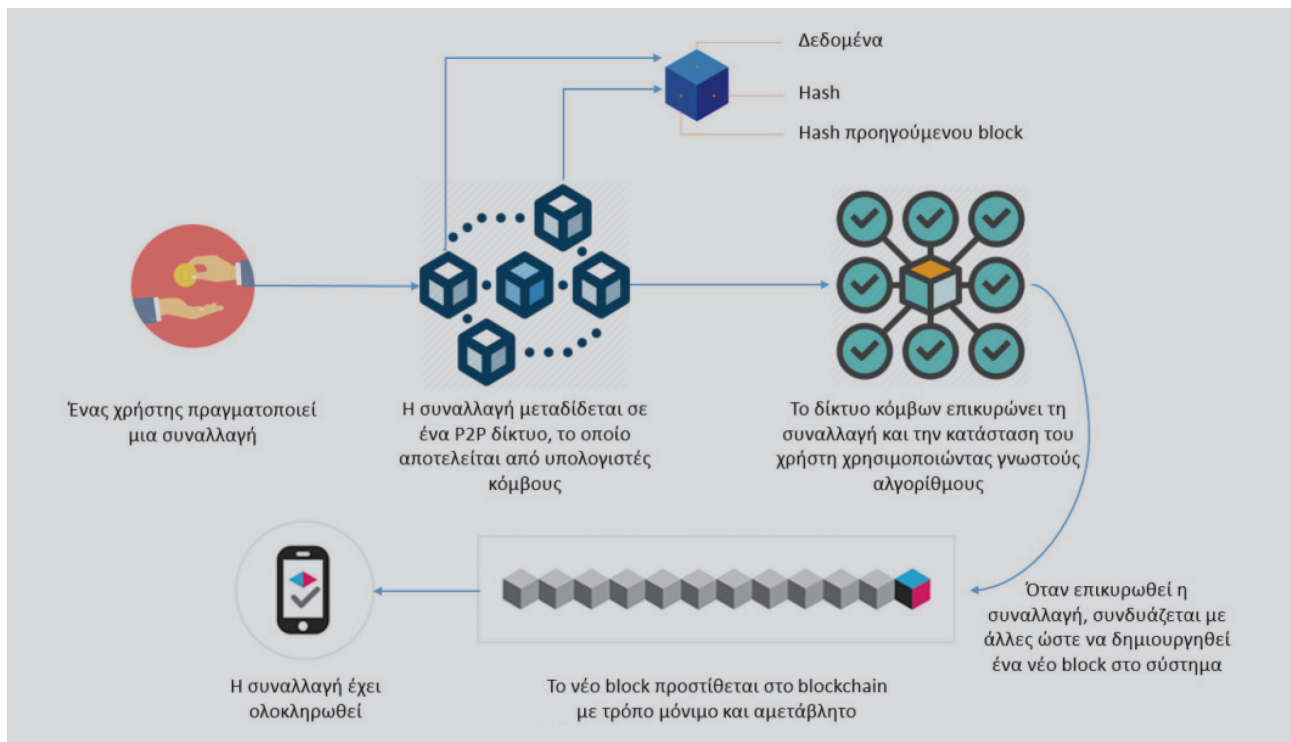 Δεδομένα
Hash
Hash προηγούμενου block
Ένας χρήστης πραγματοποιεί
μια συναλλαγή
Η συναλλαγή μεταδίδεται σε
ένα P2P δίκτυο, το οποίο
αποτελείται από υπολογιστές
κόμβους
Το δίκτυο κόμβων επικυρώνει τη
συναλλαγή και την κατάσταση του
χρήστη χρησιμοποιώντας γνωστούς
αλγορίθμους
Όταν επικυρωθεί η
συναλλαγή, συνδυάζεται με
άλλες ώστε να δημιουργηθεί
ένα νέο block στο σύστημα
Το νέο block προστίθεται στο blockchain
με τρόπο μόνιμο και αμετάβλητο
Η συναλλαγή έχει
ολοκληρωθεί